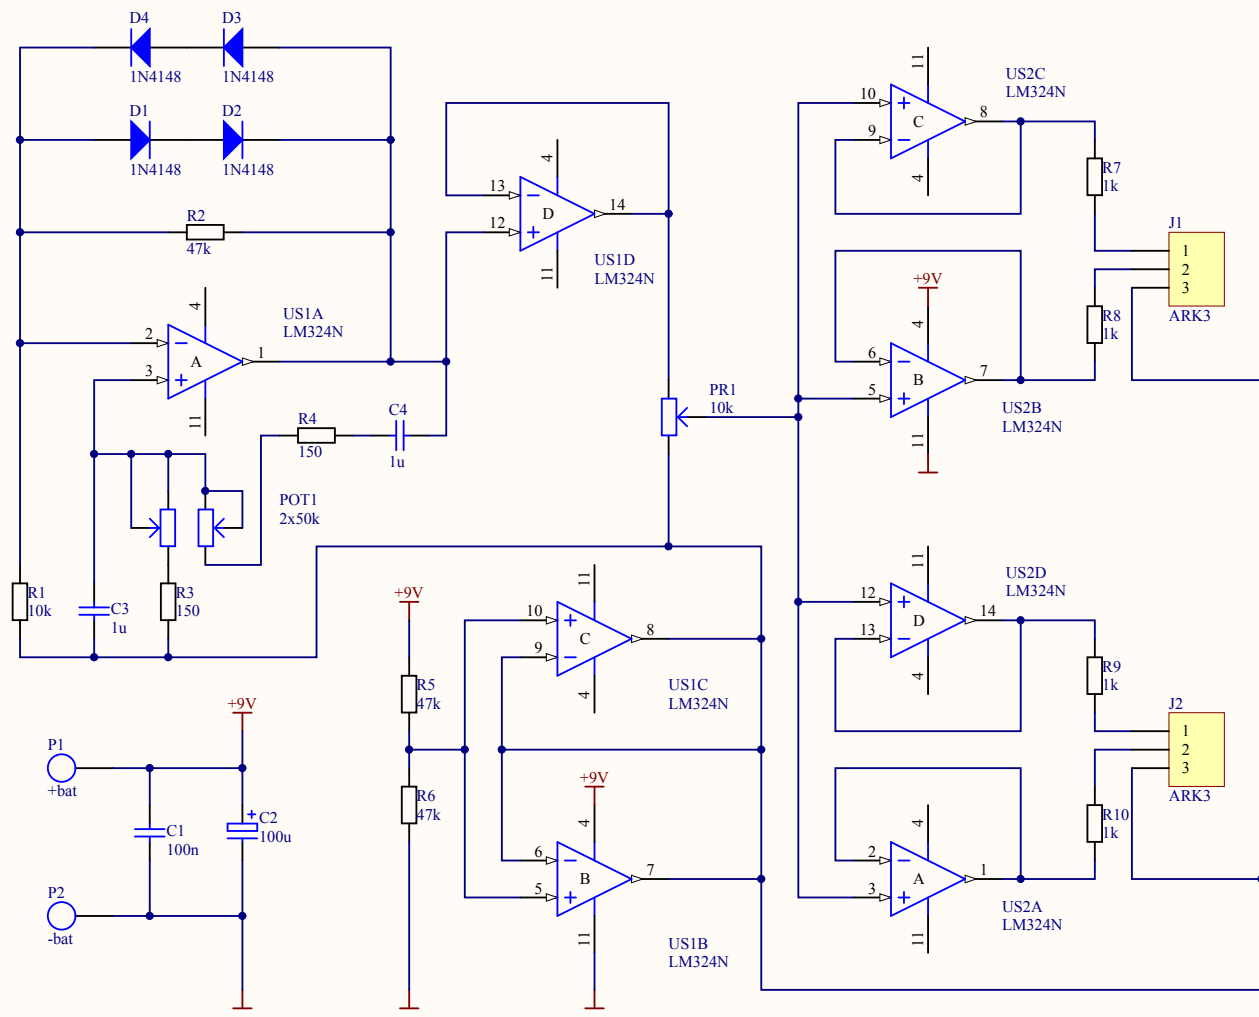 D4
1N4148
D3
1N4148
D1
1N4148
D2
1N4148
R2
47k
4
US1A
LM324N
2
3
A
1
11
13
12
4
D
14
11
US1D
LM324N
R4
150
C4
1u
POT1
2x50k
PR1
10k
R1
10k
C3
1u
R3
150
+9V
R5
47k
R6
47k
11
10
9
C
8
4
US1C
LM324N
+9V
4
6
5
B
7
11
US1B
LM324N
+9V
P1
+bat
C1
100n
C2
+
100u
P2
-bat
11
10
9
C
8
4
US2C
LM324N
R7
1k
J1
1
2
3
ARK3
+9V
4
6
5
B
7
11
US2B
LM324N
R8
1k
11
12
13
D
14
4
US2D
LM324N
R9
1k
J2
1
2
3
ARK3
4
2
3
A
1
11
US2A
LM324N
R10
1k